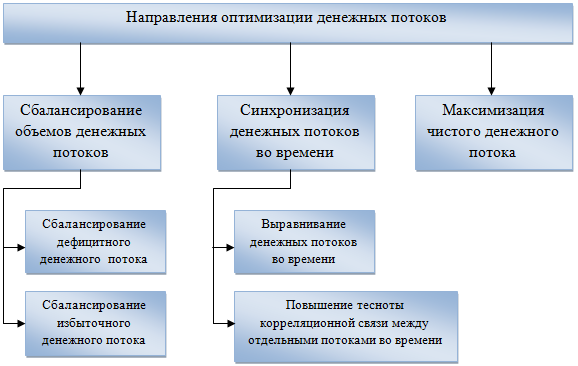 Направления оптимизации денежных потоков
Сбалансирование
объемов денежных
потоков
Синхронизация
денежных потоков
во времени
Максимизация
чистого денежного
потока
Сбалансирование
дефицитного
денежного потока
Выравнивание
денежных потоков
во времени
Сбалансирование
избыточного
денежного потока
Повышение тесноты
корреляционной связи между
отдельными потоками во времени